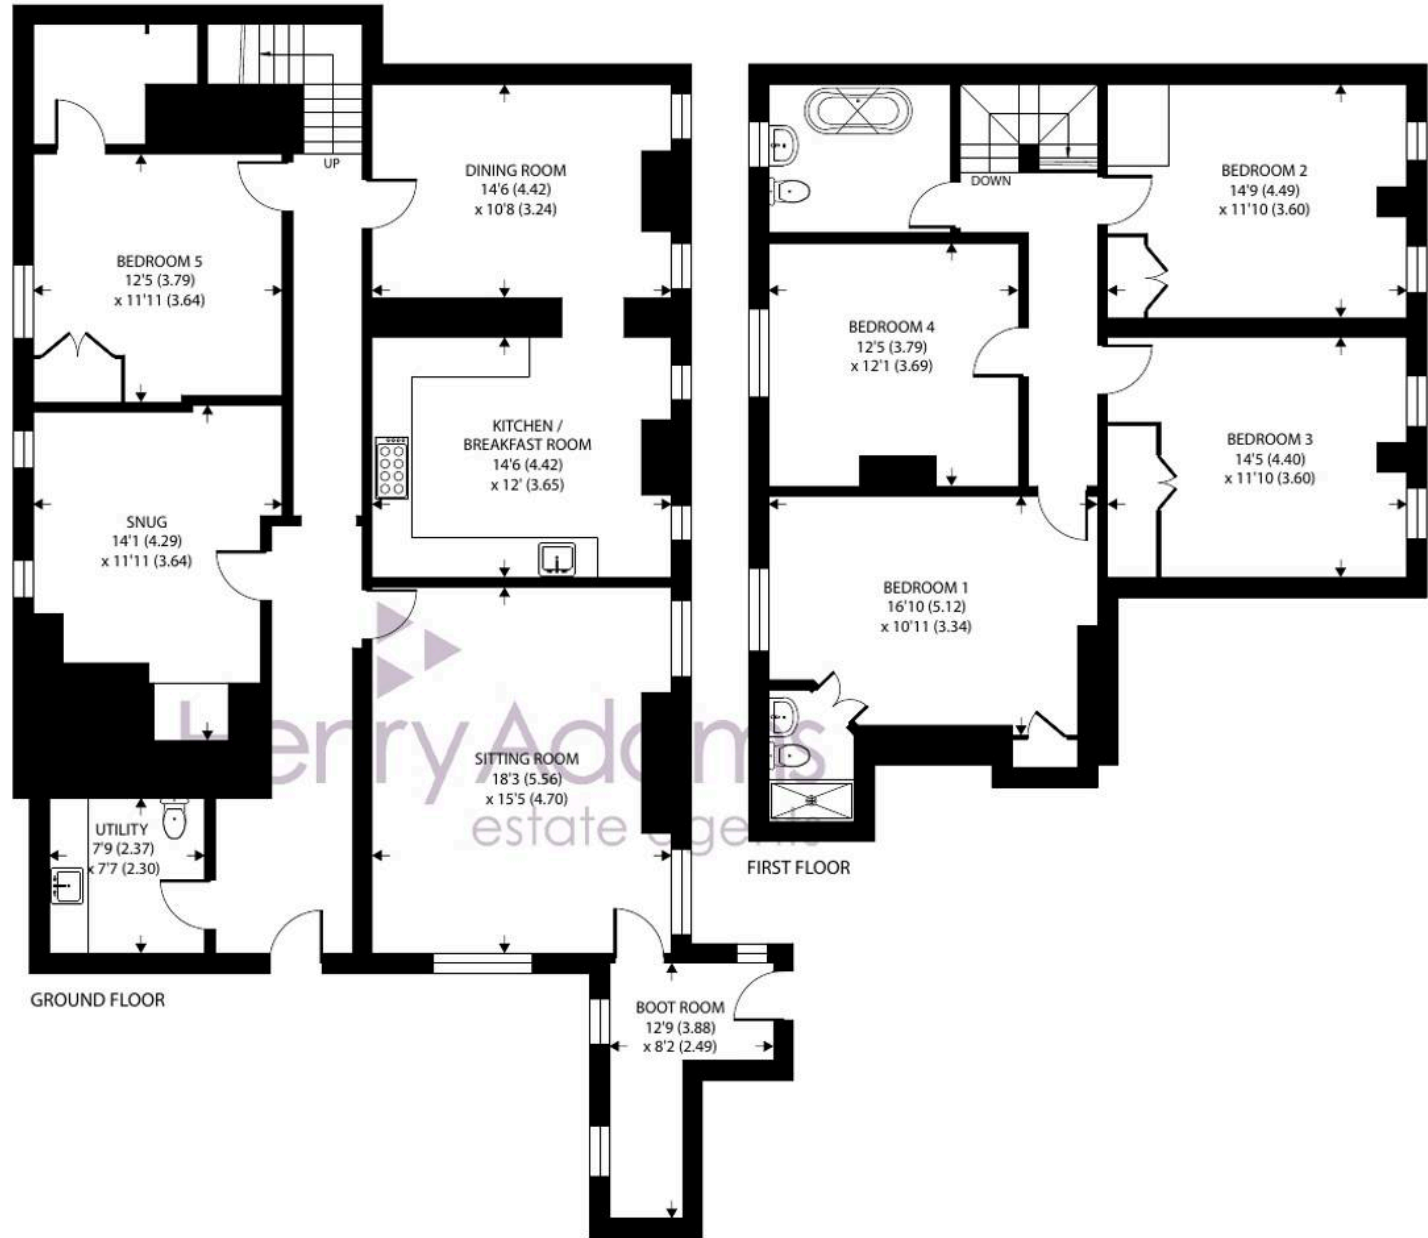 UP
DINING ROOM
14'6 (4.42)
x 10'8 (3.24)
BEDROOM 5
12'5 (3.79)
x 11'11 (3.64)
KITCHEN /
BREAKFAST ROOM
14'6 (4.42)
x 12' (3.65)
SNUG
14'1 (4.29)
x 11'11 (3.64)
SITTING ROOM
18'3 (5.56)
x 15'5 (4.70)
UTILITY
7'9 (2.37)
x 7'7 (2.30)
BOOT ROOM
12'9 (3.88)
x 8'2 (2.49)
GROUND FLOOR
DOWN
BEDROOM 2
14'9 (4.49)
x 11'10 (3.60)
BEDROOM 4
12'5 (3.79)
x 12'1 (3.69)
BEDROOM 3
14'5 (4.40)
x 11'10 (3.60)
BEDROOM 1
16'10 (5.12)
x 10'11 (3.34)
FIRST FLOOR
Henry Adams
estate agents